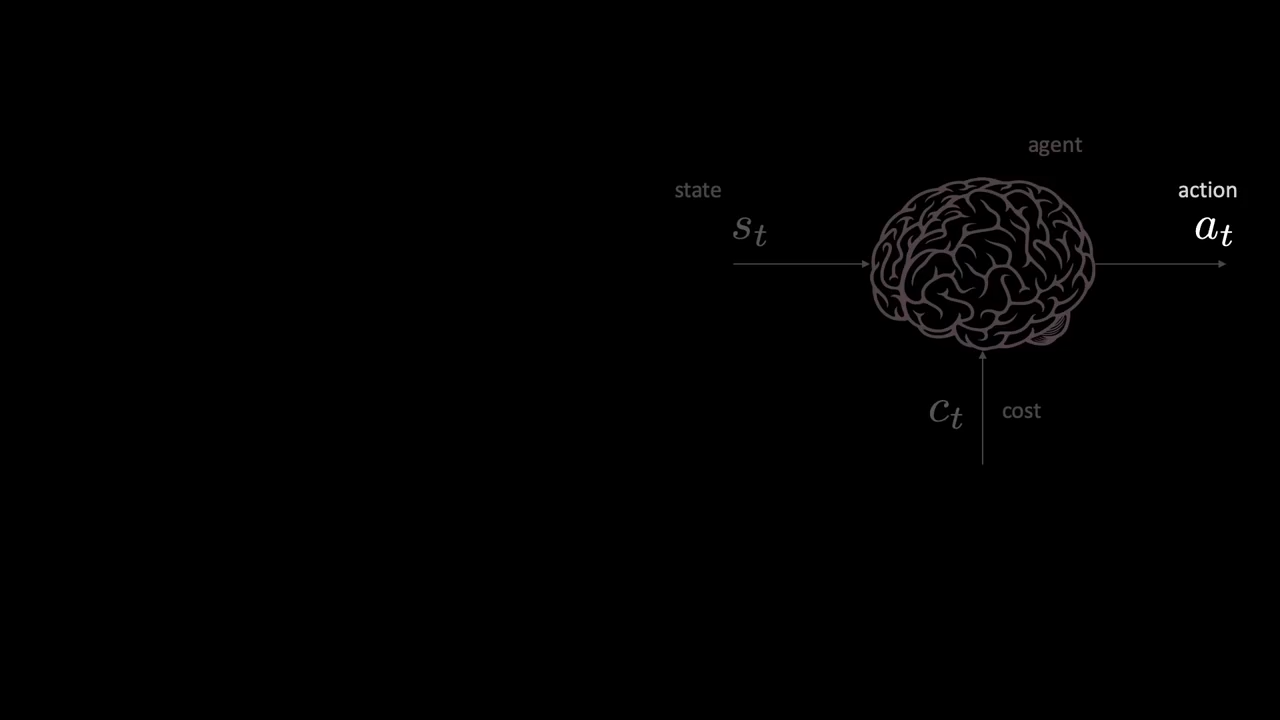 agent
state
action
s_t
a_t
c_t
cost